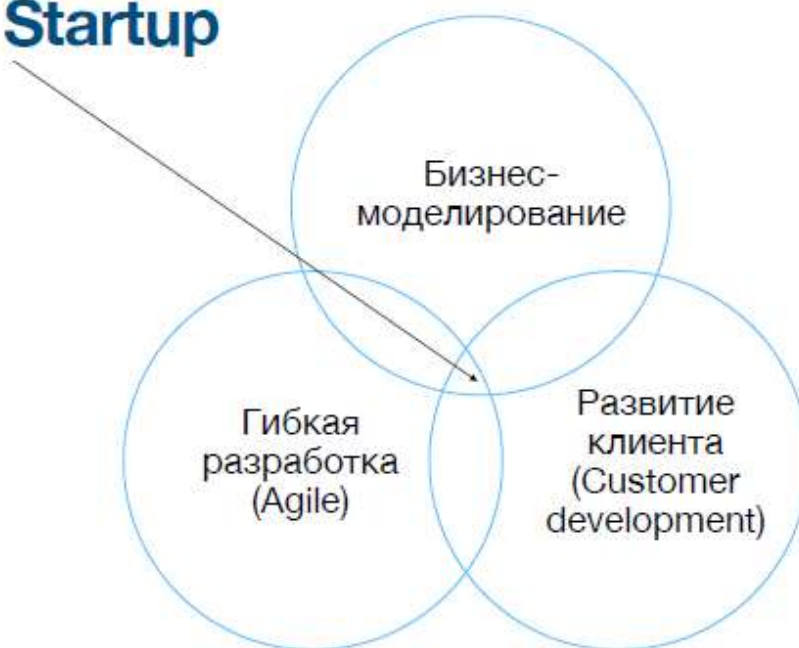 Startup
Бизнес-
моделирование
Гибкая
разработка
(Agile)
Развитие
клиента
(Customer
development)